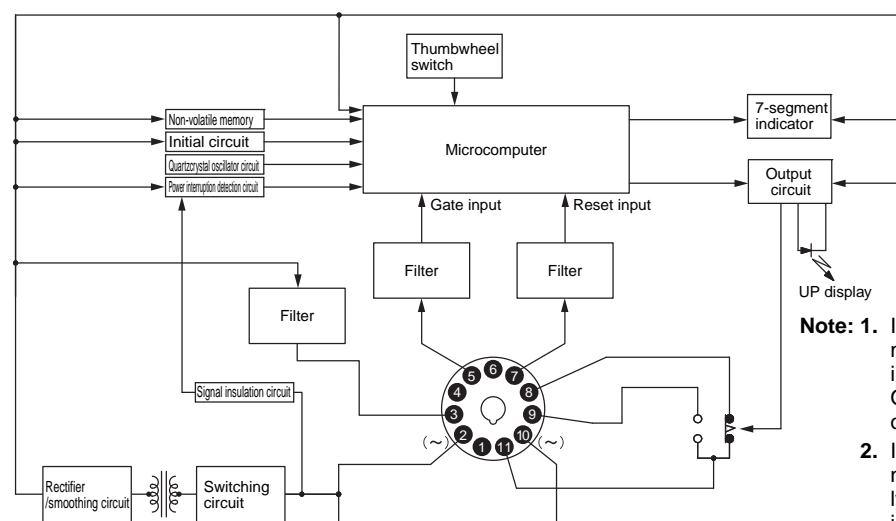 Thumbwheel
switch
Non-volatile memory
Initial circuit
Quartzcrystal oscillator circuit
Power interruption detection circuit
Microcomputer
7-segment
indicator
Output
circuit
Gate input
Reset input
Filter
Filter
Filter
UP display
Signal insulation circuit
5
6
7
4
8
3
9
(~)
2
1
11
10
(~)
Rectifier
/smoothing circuit
Switching
circuit
Note: 1.
2.